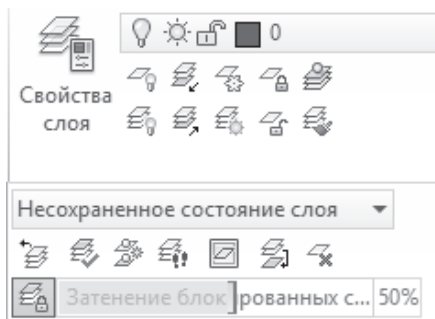 0
Свойства
слоя
Несохраненное состояние слоя
Затенение блок рованных с... 50%